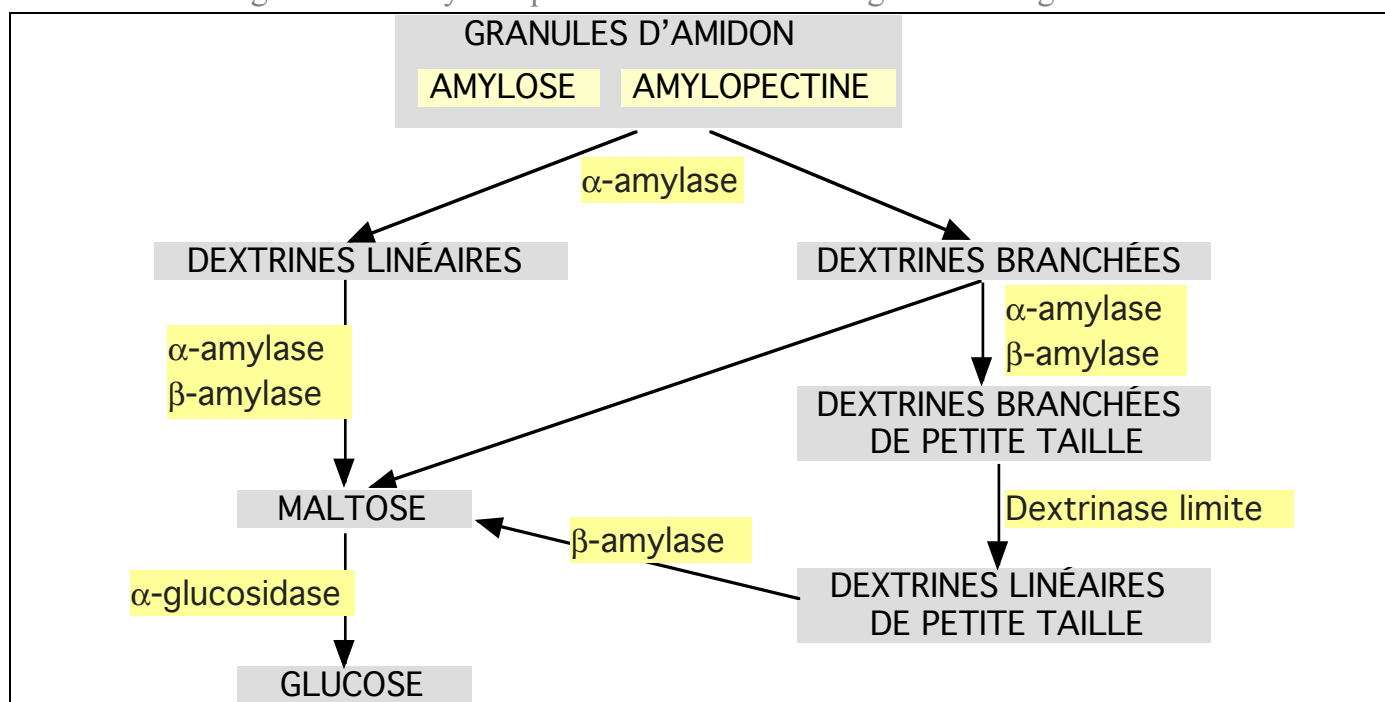 GRANULES D'AMIDON
AMYLOSE AMYLOPECTINE
α-amylase
DEXTRINES LINÉAIRES
DEXTRINES BRANCHÉES
α-amylase
β-amylase
α-amylase
β-amylase
DEXTRINES BRANCHÉES
DE PETITE TAILLE
MALTOSE
Dextrinase limite
β-amylase
α-glucosidase
DEXTRINES LINÉAIRES
DE PETITE TAILLE
GLUCOSE